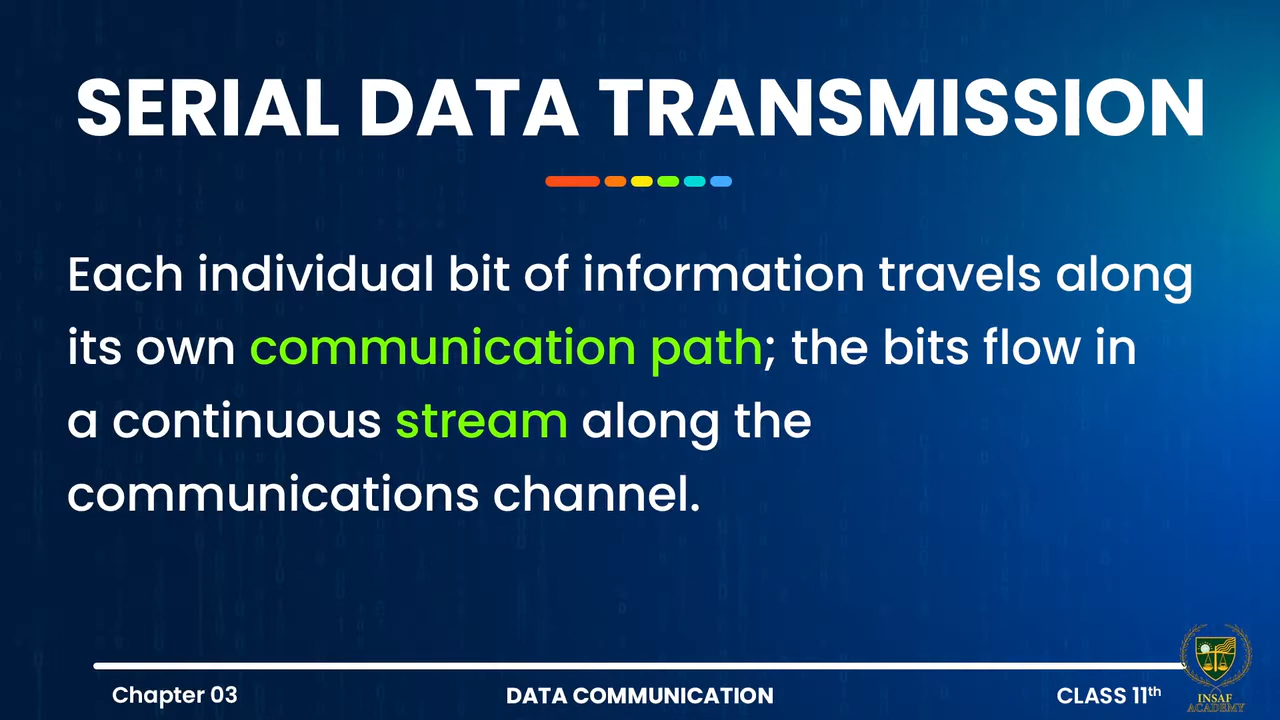 SERIAL DATA TRANSMISSION
Each individual bit of information travels along
its own communication path; the bits flow in
a continuous stream along the
communications channel.
Chapter 03
DATA COMMUNICATION
CLASS 11th
INSAF
ACADEMY